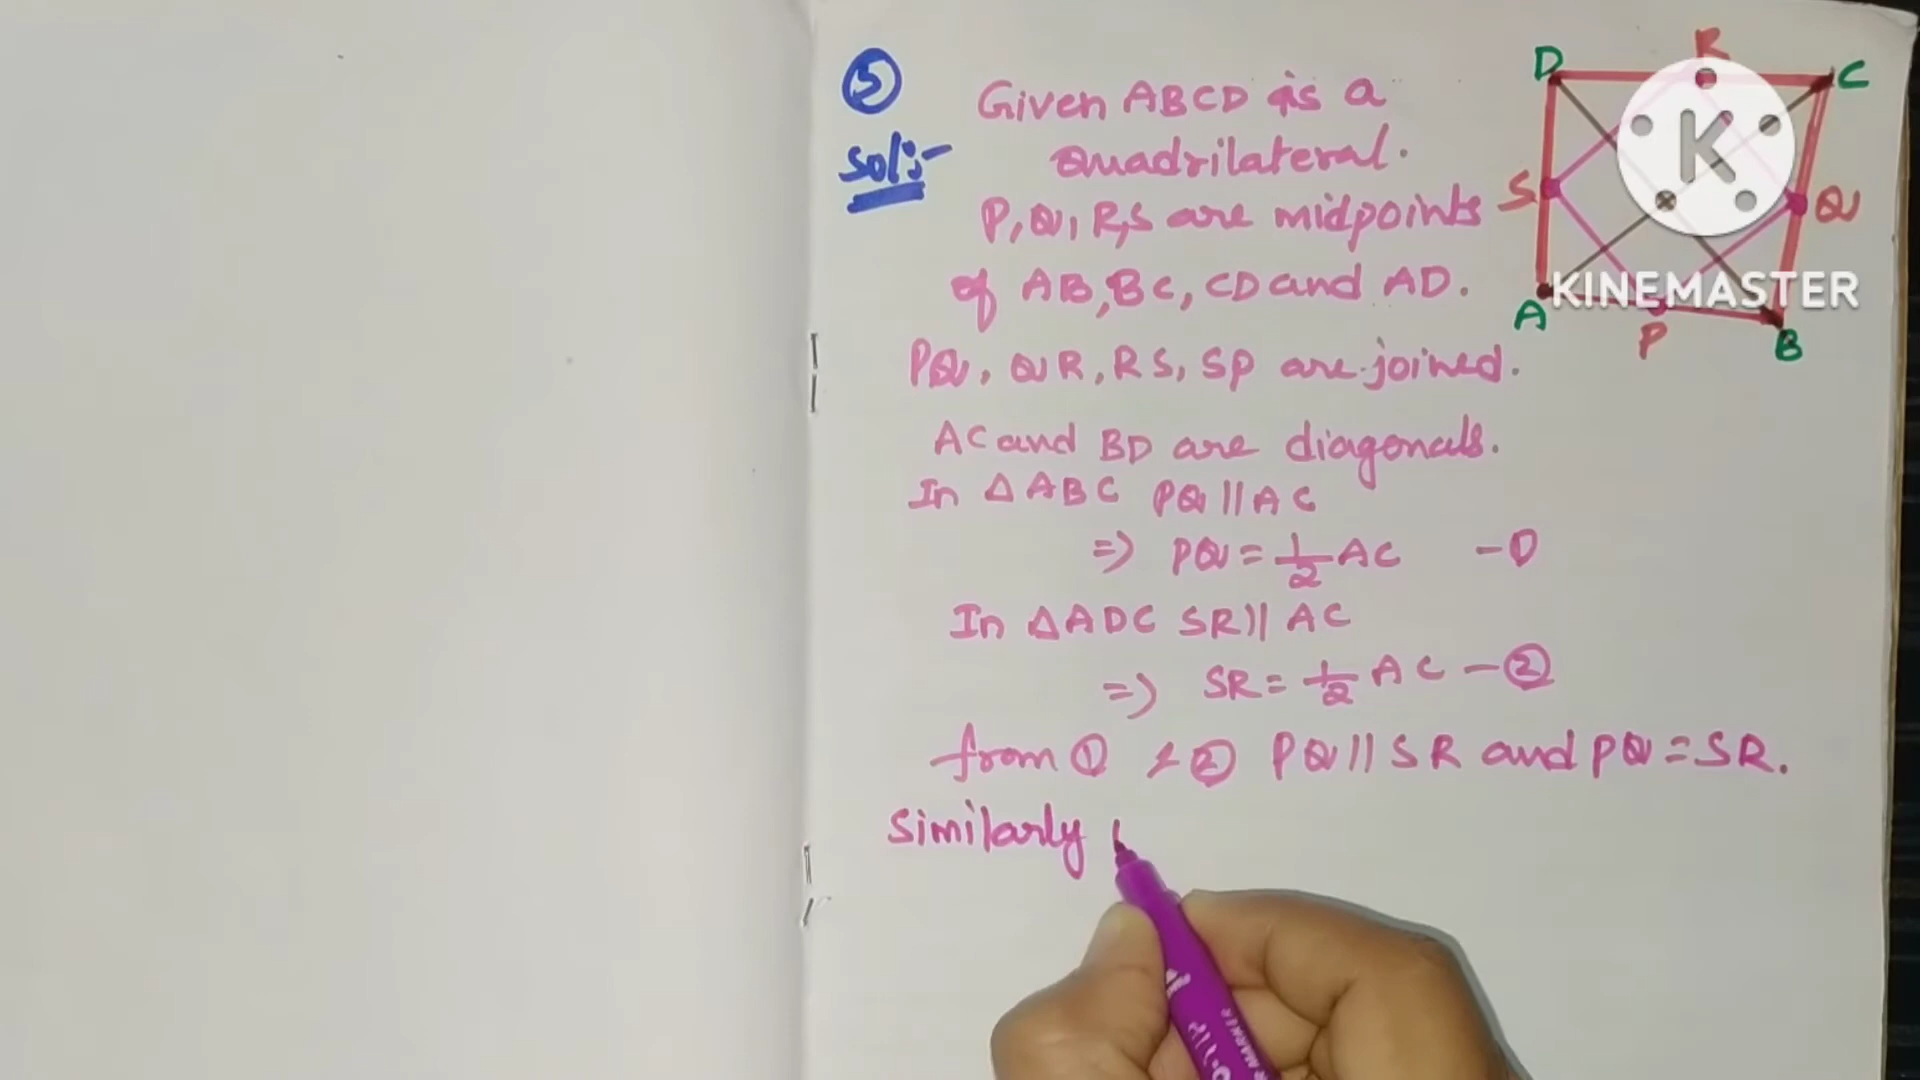 5
Sol:-
Given ABCD is a
quadrilateral.
P, Q, R, S are midpoints
of AB, BC, CD and AD.
PQ, QR, RS, SP are joined.
AC and BD are diagonals.
In △ABC PQ || AC
=> PQ = 1/2 AC - ①
In △ADC SR || AC
=> SR = 1/2 AC - ②
from ① & ② PQ || SR and PQ = SR.
Similarly
D
R
C
S
Q
A
P
B
K
KINEMASTER